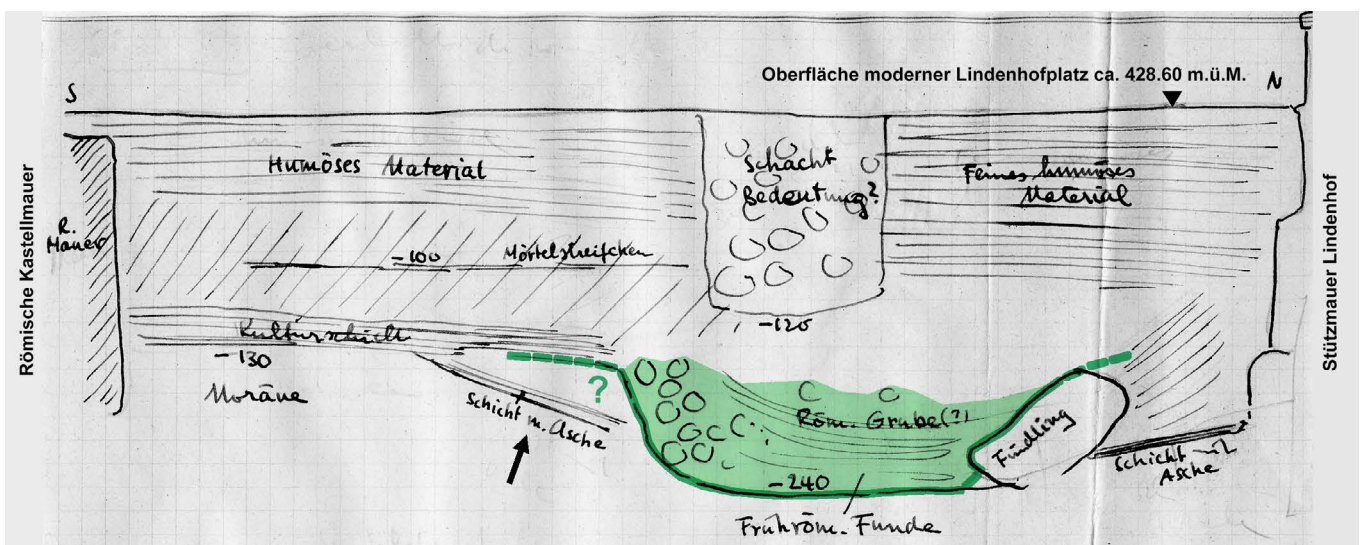 Oberfläche moderner Lindenhofplatz ca. 428.60 m.ü.M.
S
N
Römische Kastellmauer
R.
Mauer
Humöses Material
Schacht
Bedeutung?
Feines humöses
Material
-100 Mörtelstreifchen
-120
Kulturschicht
-130
Moräne
?
Schicht m. Asche
Röm. Grube(?)
Findling
-240
Schicht mit
Asche
Frühröm. Funde
Stützmauer Lindenhof